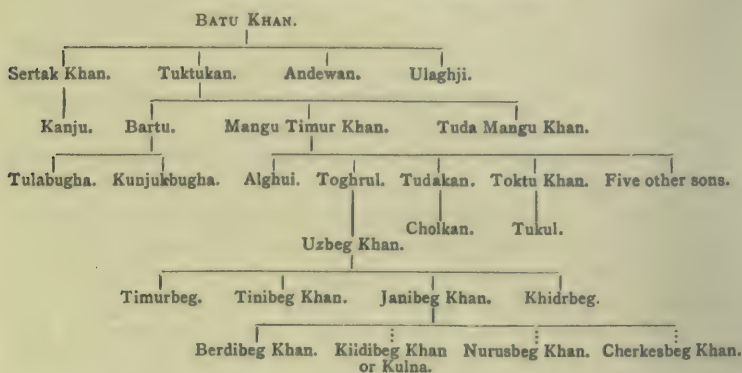 BATU KHAN.
Sertak Khan. Tuktukan. Andewan. Ulaghji.
Kanju. Bartu. Mangu Timur Khan. Tuda Mangu Khan.
Tulabugha. Kunjukbugha. Alghui. Toghrul. Tudakan. Toktu Khan. Five other sons.
Cholkan. Tukul.
Uzbeg Khan.
Timurbeg. Tinibeg Khan. Janibeg Khan. Khidrbeg.
Berdibeg Khan. Kiidibeg Khan Nurusbeg Khan. Cherkesbeg Khan.
or Kulna.